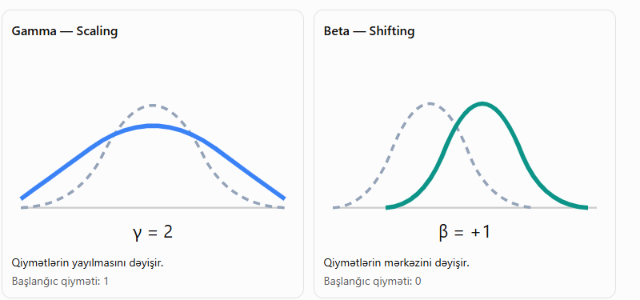 Gamma — Scaling
γ = 2
Qiymətlərin yayılmasını dəyişir.
Başlanğıc qiyməti: 1
Beta — Shifting
β = +1
Qiymətlərin mərkəzini dəyişir.
Başlanğıc qiyməti: 0